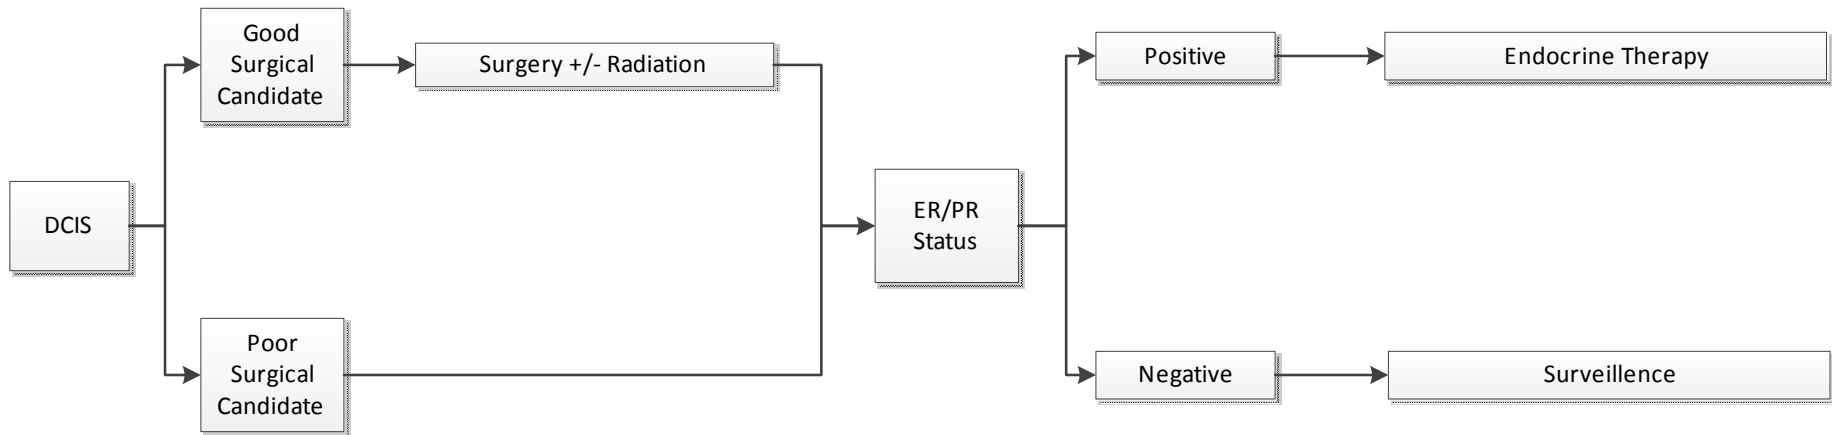 DCIS
Good
Surgical
Candidate
Surgery +/- Radiation
Poor
Surgical
Candidate
ER/PR
Status
Positive
Endocrine Therapy
Negative
Surveillence